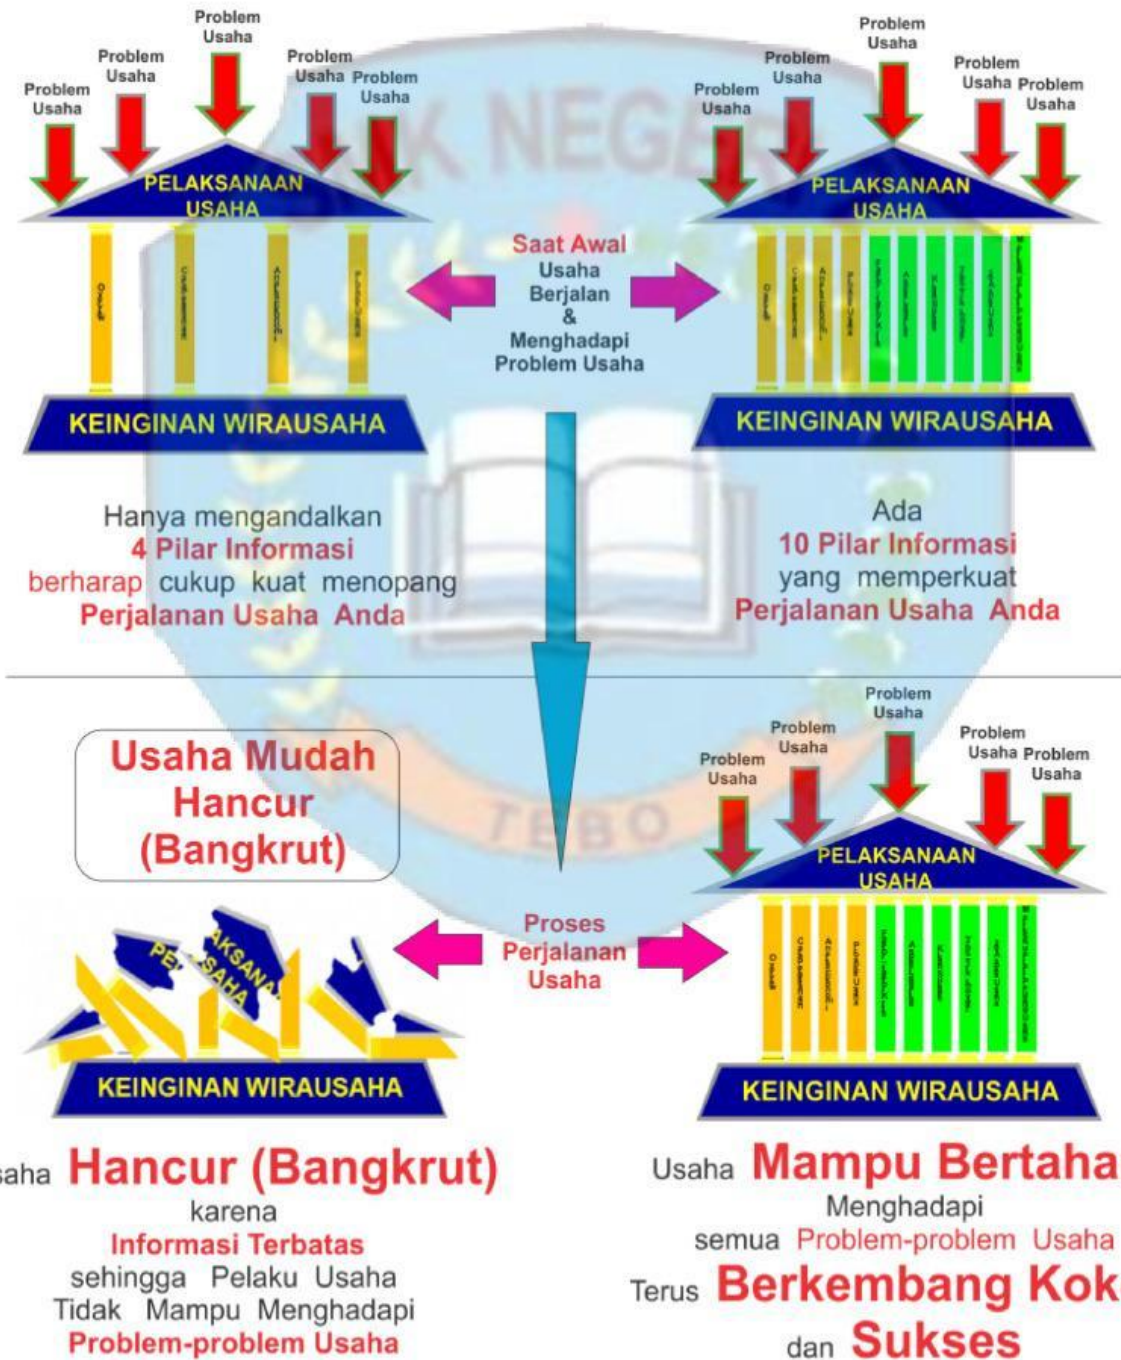 Problem
Usaha
Problem
Usaha
Problem
Usaha
Problem
Usaha
Problem
Usaha
PELAKSANAAN
USAHA
KEINGINAN WIRAUSAHA
Hanya mengandalkan
4 Pilar Informasi
berharap cukup kuat menopang
Perjalanan Usaha Anda
Saat Awal
Usaha
Berjalan
&
Menghadapi
Problem Usaha
Problem
Usaha
Problem
Usaha
Problem
Usaha
Problem
Usaha
Problem
Usaha
PELAKSANAAN
USAHA
KEINGINAN WIRAUSAHA
Ada
10 Pilar Informasi
yang memperkuat
Perjalanan Usaha Anda
NEGERI
TEBO
Usaha Mudah
Hancur
(Bangkrut)
AKSANA
USAHA
KEINGINAN WIRAUSAHA
saha Hancur (Bangkrut)
karena
Informasi Terbatas
sehingga Pelaku Usaha
Tidak Mampu Menghadapi
Problem-problem Usaha
Proses
Perjalanan
Usaha
Problem
Usaha
Problem
Usaha
Problem
Usaha
Problem
Usaha
Problem
Usaha
PELAKSANAAN
USAHA
KEINGINAN WIRAUSAHA
Usaha Mampu Bertaha
Menghadapi
semua Problem-problem Usaha
Terus Berkembang Kok
dan Sukses